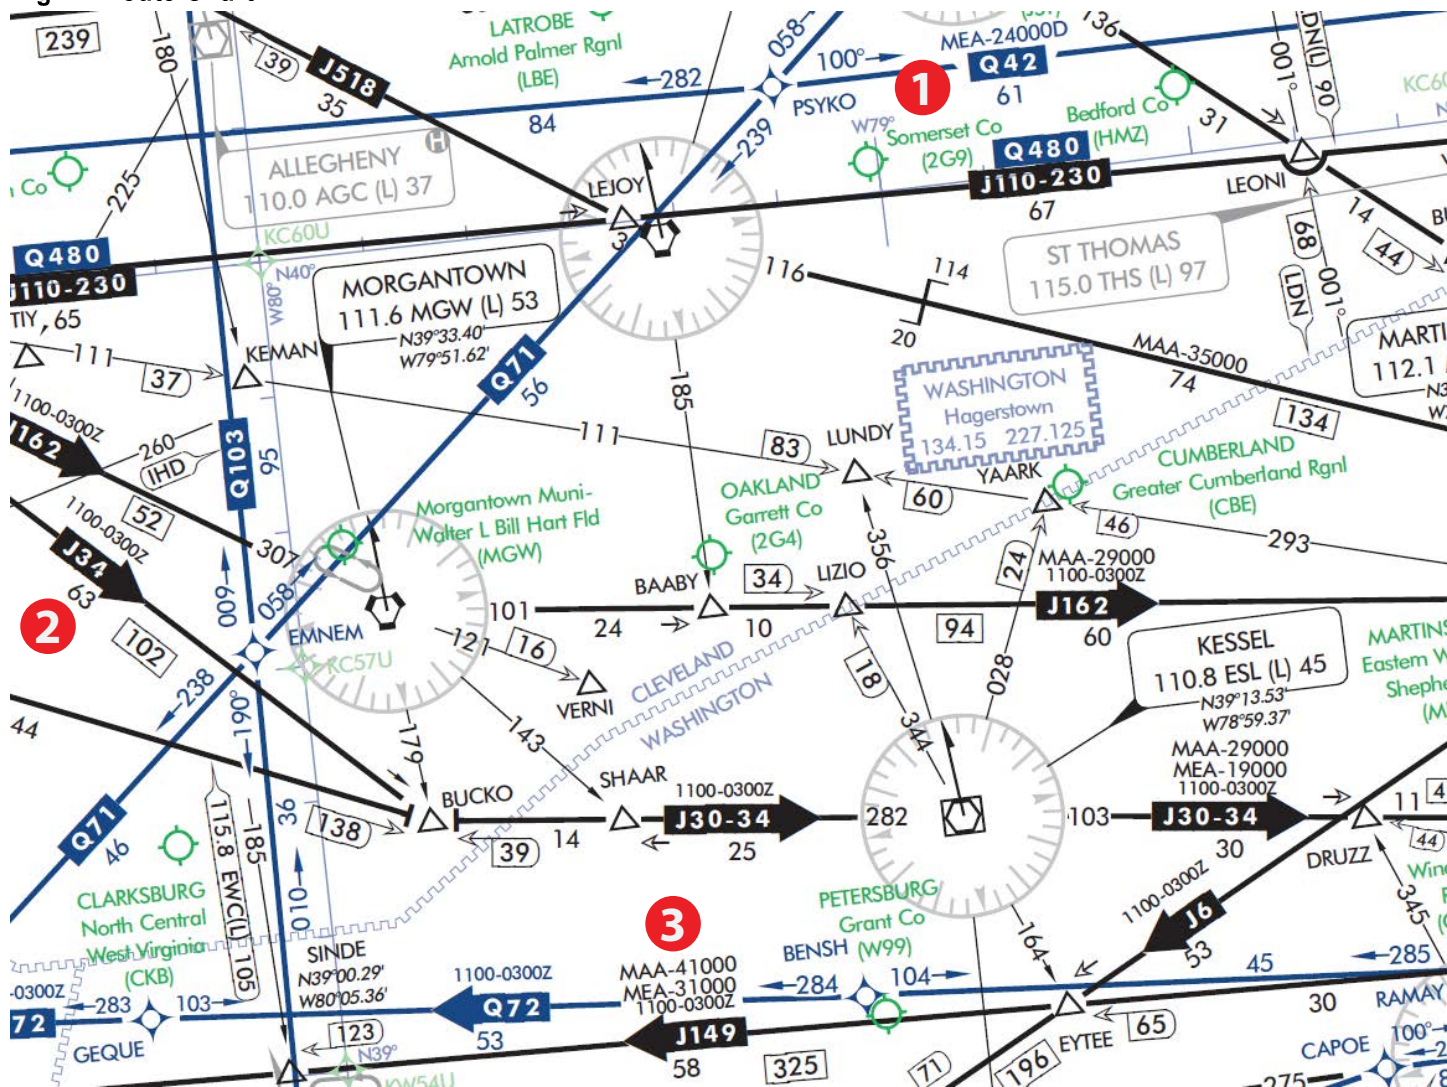 239
180
39
J518
35
LATROBE
Arnold Palmer Rgnl
(LBE)
282
84
058
100°
MEA-24000D
Q42
61
PSYKO
239
1
136
W79°
Somerset Co
(2G9)
Bedford Co
(HMZ)
31
001°
LDN(L) 90
Q480
J110-230
67
LEONI
14
44
68
LDN
001°
ALLEGHENY
H
110.0 AGC (L) 37
225
KC60U
N40°
W80°
LEJOY
3
Q480
J110-230
65
111
37
KEMAN
MORGANTOWN
111.6 MGW (L) 53
N39°33.40'
W79°51.62'
Q71
56
116
114
20
ST THOMAS
115.0 THS (L) 97
MAA-35000
74
134
185
WASHINGTON
Hagerstown
134.15 227.125
111
83
LUNDY
YAARK
60
CUMBERLAND
Greater Cumberland Rgnl
(CBE)
46
293
1100-0300Z
J162
260
IHD
52
Q103
95
307
1100-0300Z
J34
63
102
2
009
058
EMNEM
KC57U
238
190°
Morgantown Muni-
Walter L Bill Hart Fld
(MGW)
OAKLAND
Garrett Co
(2G4)
101
24
BAABY
34
10
LIZIO
356
24
94
MAA-29000
1100-0300Z
J162
60
121
16
VERNI
143
179
CLEVELAND
WASHINGTON
18
344
028
KESSEL
110.8 ESL (L) 45
N39°13.53'
W78°59.37'
MAA-29000
MEA-19000
1100-0300Z
44
138
BUCKO
39
14
SHAAR
1100-0300Z
J30-34
25
282
103
J30-34
30
DRUZZ
11
44
345
Q71
46
36
185
115.8 EWC(L) 105
010
CLARKSBURG
North Central
West Virginia
(CKB)
SINDE
N39°00.29'
W80°05.36'
3
PETERSBURG
Grant Co
(W99)
164
1100-0300Z
J6
53
-0300Z
72
283
103
GEQUE
1100-0300Z
Q72
53
MAA-41000
MEA-31000
1100-0300Z
J149
58
BENSH
284
104
45
285
30
RAMAY
123
N39°
KW54U
325
71
196
EYTEE
65
CAPOE
100°
275